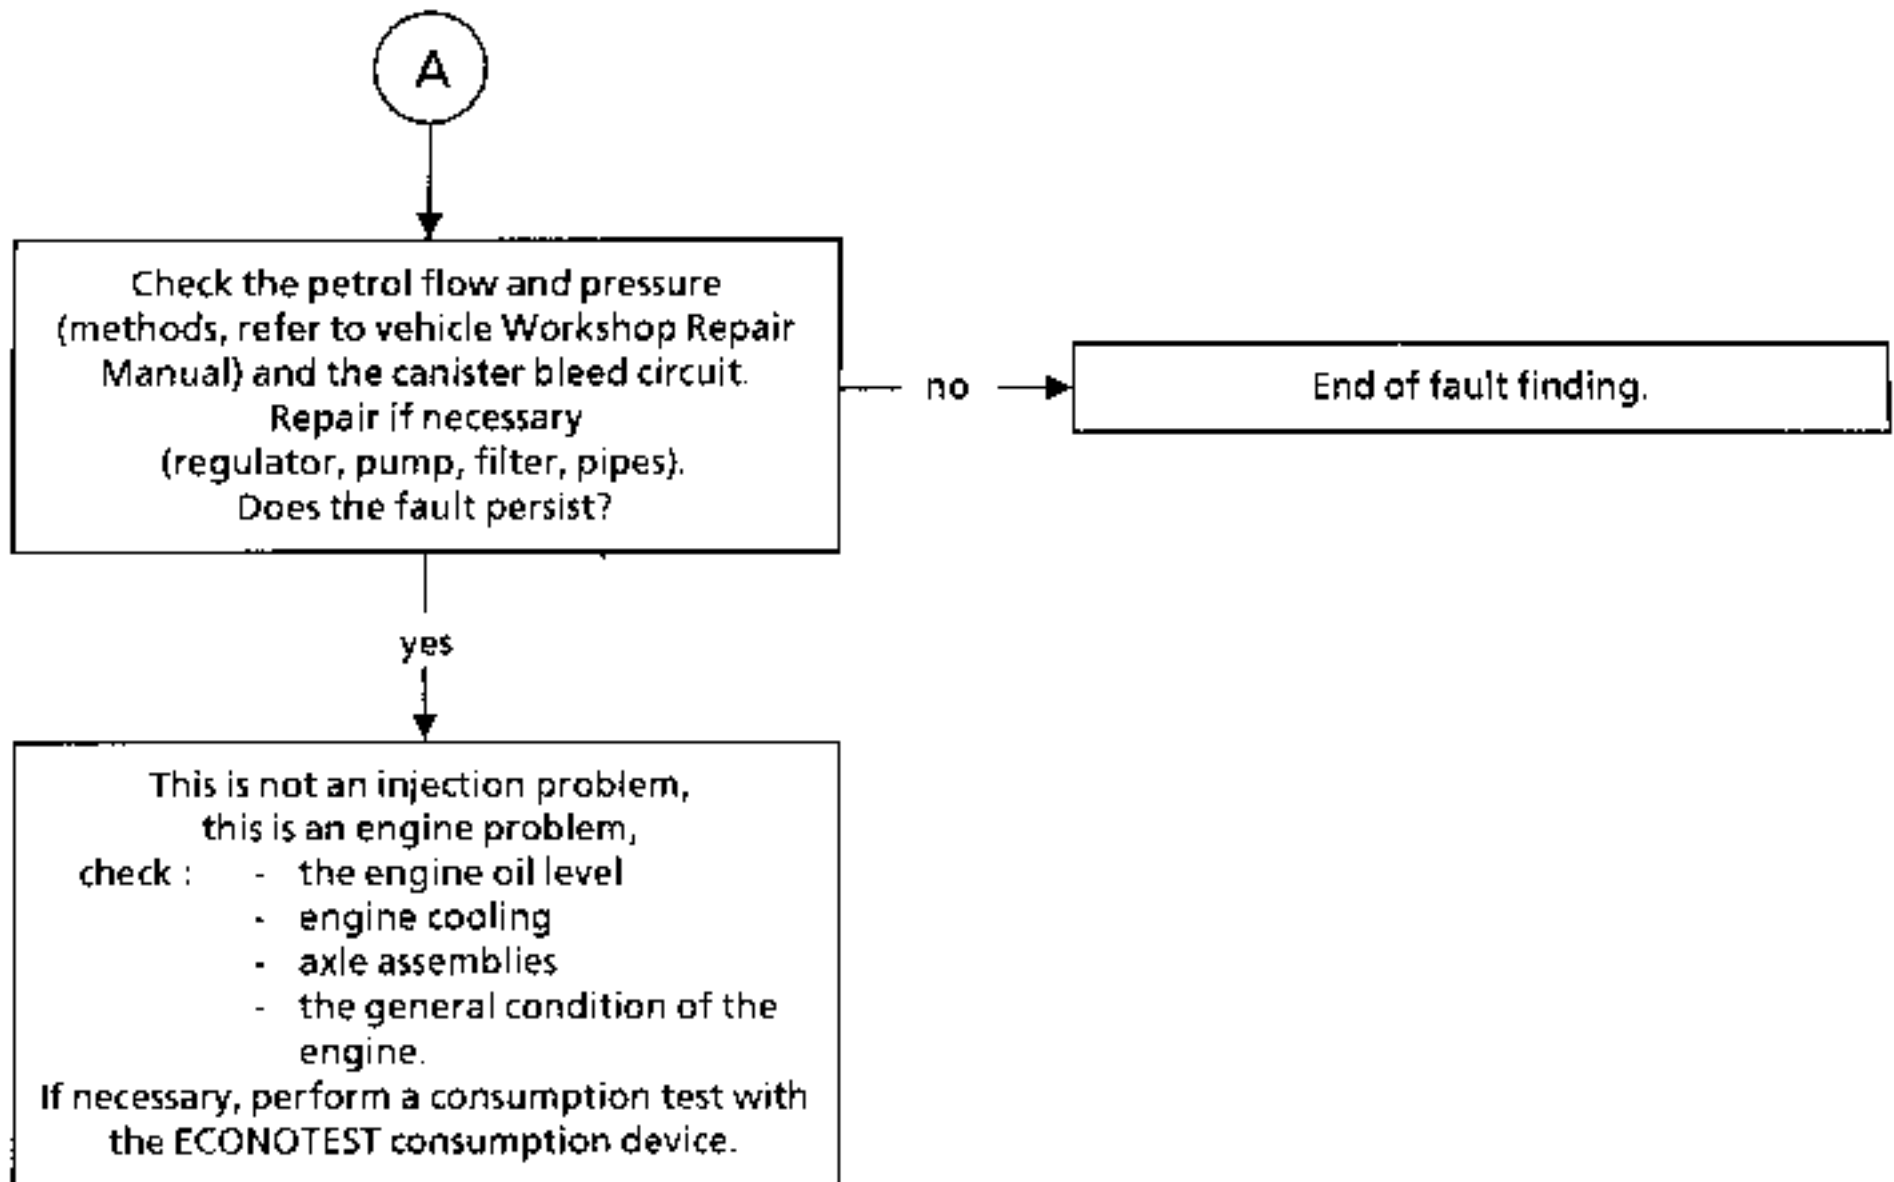 A
Check the petrol flow and pressure
(methods, refer to vehicle Workshop Repair
Manual) and the canister bleed circuit.
Repair if necessary
(regulator, pump, filter, pipes).
Does the fault persist?
no
End of fault finding.
yes
This is not an injection problem,
this is an engine problem,
check : - the engine oil level
- engine cooling
- axle assemblies
- the general condition of the
engine.
If necessary, perform a consumption test with
the ECONOTEST consumption device.